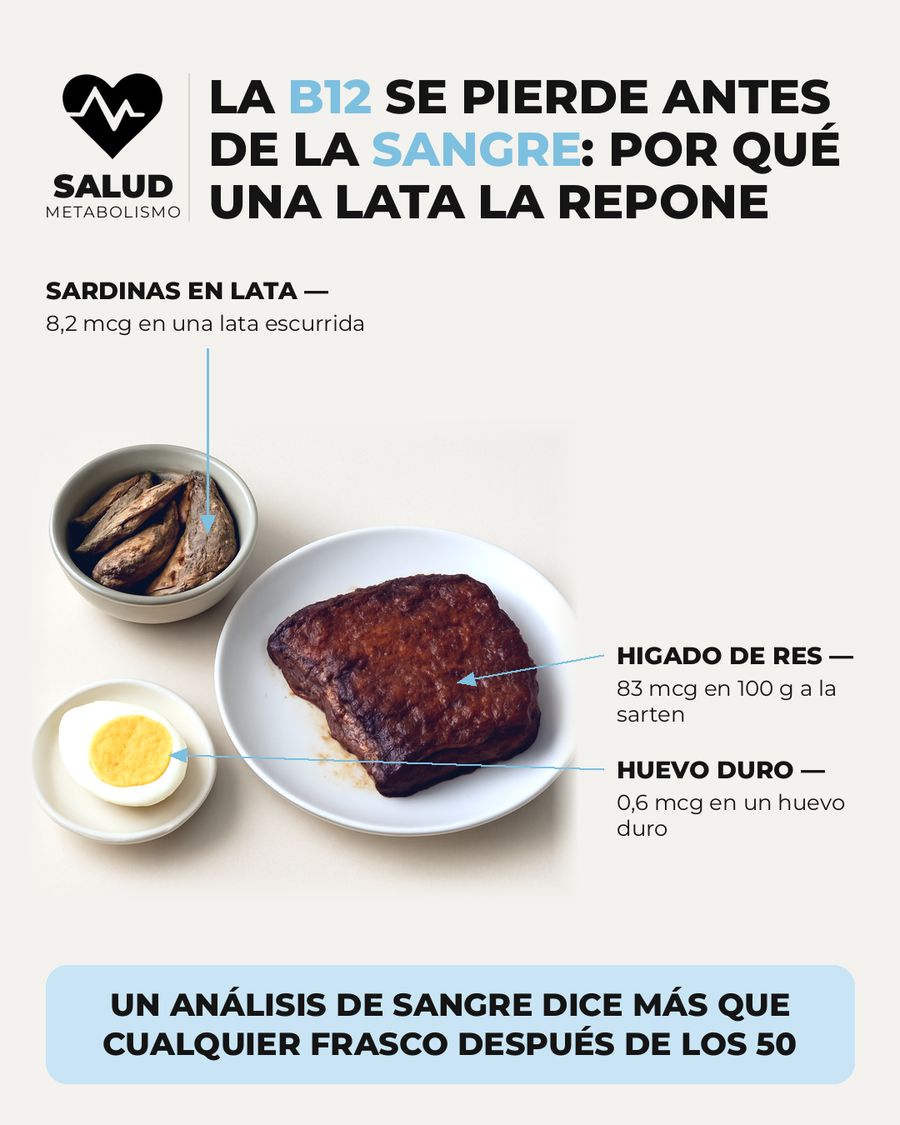 SALUD
METABOLISMO
LA B12 SE PIERDE ANTES
DE LA SANGRE: POR QUÉ
UNA LATA LA REPONE
SARDINAS EN LATA —
8,2 mcg en una lata escurrida
HIGADO DE RES —
83 mcg en 100 g a la
sarten
HUEVO DURO —
0,6 mcg en un huevo
duro
UN ANÁLISIS DE SANGRE DICE MÁS QUE
CUALQUIER FRASCO DESPUÉS DE LOS 50